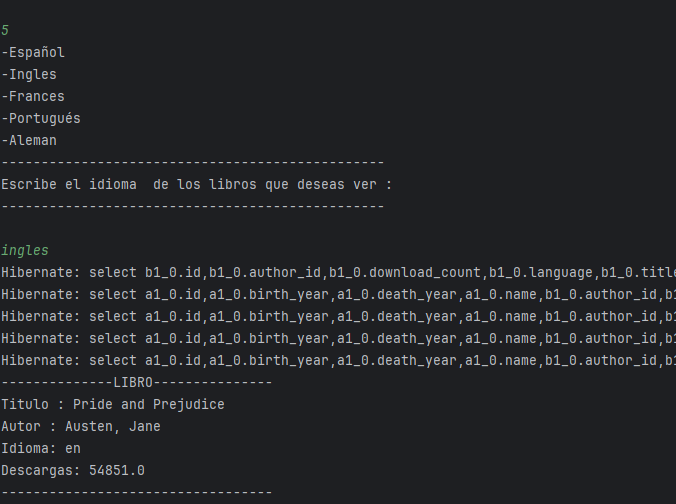 5
-Español
-Ingles
-Frances
-Portugués
-Aleman
------------------------------------------------
Escribe el idioma  de los libros que deseas ver :
------------------------------------------------
ingles
Hibernate: select b1_0.id,b1_0.author_id,b1_0.download_count,b1_0.language,b1_0.title
Hibernate: select a1_0.id,a1_0.birth_year,a1_0.death_year,a1_0.name,b1_0.author_id,b1
Hibernate: select a1_0.id,a1_0.birth_year,a1_0.death_year,a1_0.name,b1_0.author_id,b1
Hibernate: select a1_0.id,a1_0.birth_year,a1_0.death_year,a1_0.name,b1_0.author_id,b1
Hibernate: select a1_0.id,a1_0.birth_year,a1_0.death_year,a1_0.name,b1_0.author_id,b1
--------------LIBRO---------------
Titulo : Pride and Prejudice
Autor : Austen, Jane
Idioma: en
Descargas: 54851.0
----------------------------------